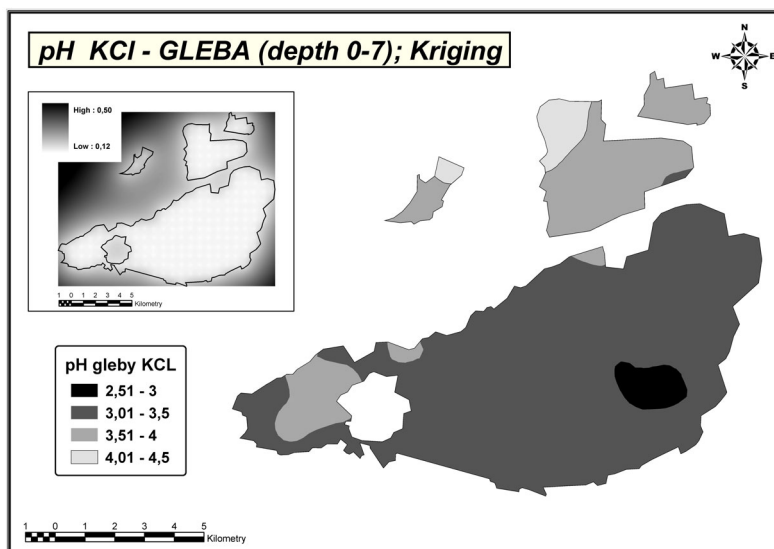 pH KCl - GLEBA (depth 0-7); Kriging
N
W E
S
High : 0,50
Low : 0,12
1 0 1 2 3 4 5
Kilometry
pH gleby KCL
2,51 - 3
3,01 - 3,5
3,51 - 4
4,01 - 4,5
1 0 1 2 3 4 5
Kilometry